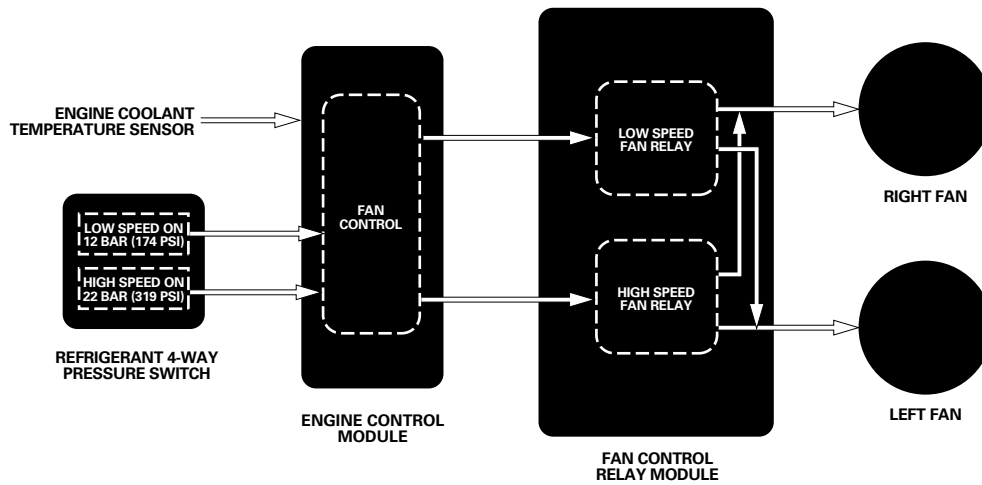 ENGINE COOLANT
TEMPERATURE SENSOR
LOW SPEED ON
12 BAR (174 PSI)
HIGH SPEED ON
22 BAR (319 PSI)
REFRIGERANT 4-WAY
PRESSURE SWITCH
FAN
CONTROL
ENGINE CONTROL
MODULE
LOW SPEED
FAN RELAY
HIGH SPEED
FAN RELAY
FAN CONTROL
RELAY MODULE
RIGHT FAN
LEFT FAN